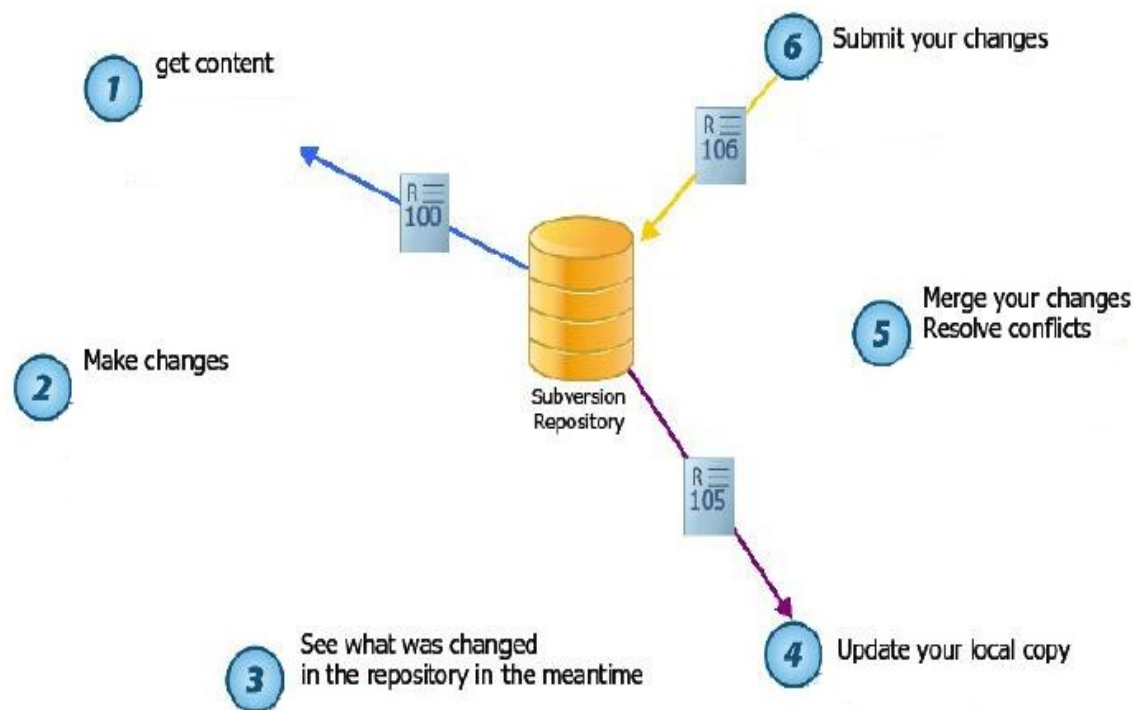 1
get content
R
100
2
Make changes
3
See what was changed
in the repository in the meantime
Subversion
Repository
R
105
4
Update your local copy
5
Merge your changes
Resolve conflicts
6
Submit your changes
R
106